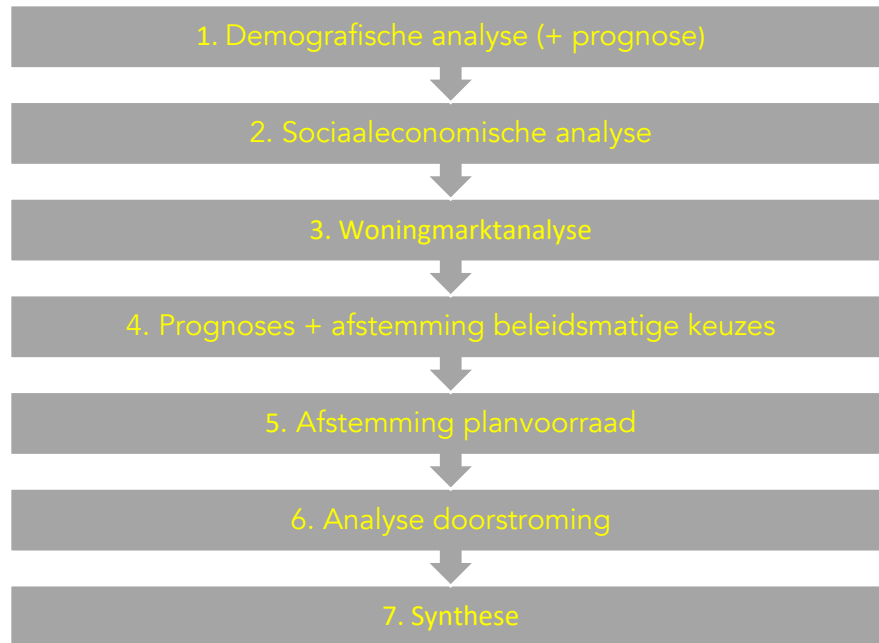 1. Demografische analyse (+ prognose)
2. Sociaaleconomische analyse
3. Woningmarktanalyse
4. Prognoses + afstemming beleidsmatige keuzes
5. Afstemming planvoorraad
6. Analyse doorstroming
7. Synthese